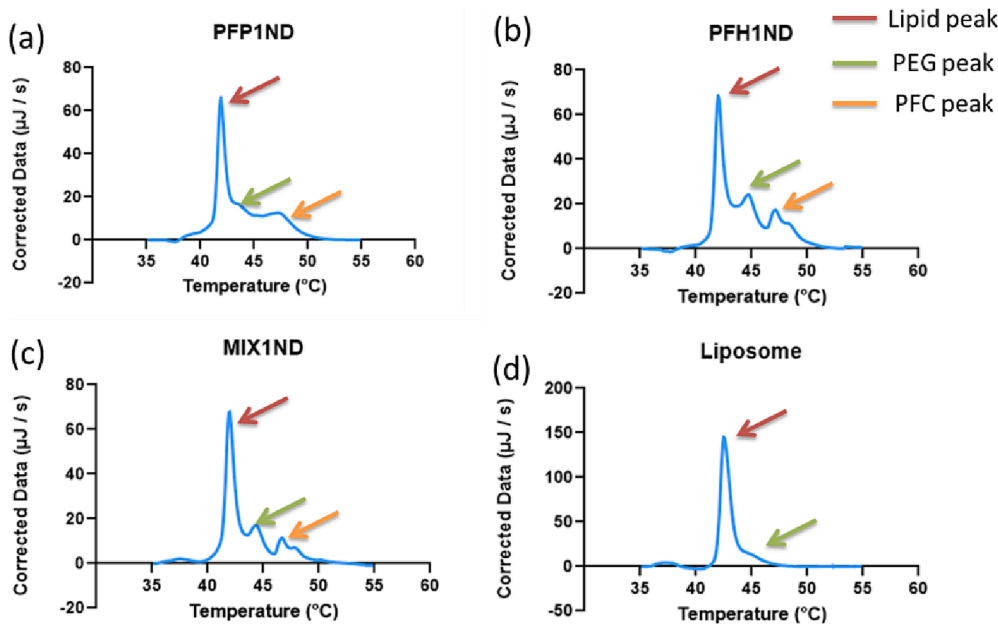 (a)
PFP1ND
Corrected Data (µJ / s)
80
60
40
20
0
-20
35 40 45 50 55 60
Temperature (°C)
(b)
PFH1ND
Corrected Data (µJ / s)
80
60
40
20
0
-20
35 40 45 50 55 60
Temperature (°C)
Lipid peak
PEG peak
PFC peak
(c)
MIX1ND
Corrected Data (µJ / s)
80
60
40
20
0
-20
35 40 45 50 55 60
Temperature (°C)
(d)
Liposome
Corrected Data (µJ / s)
200
150
100
50
0
-50
35 40 45 50 55 60
Temperature (°C)